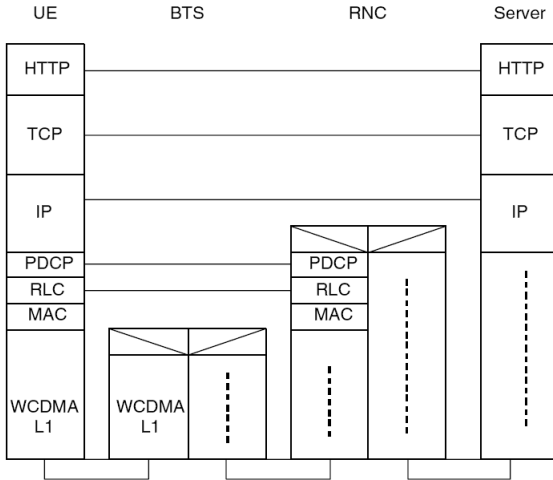 UE BTS RNC Server
HTTP HTTP
TCP TCP
IP IP
PDCP PDCP
RLC RLC
MAC MAC
WCDMA WCDMA
L1 L1